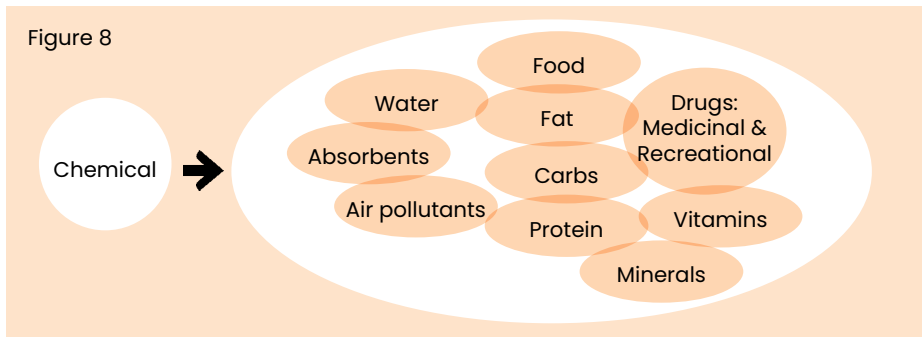 Figure 8
Chemical
Food
Water
Fat
Drugs:
Medicinal &
Recreational
Absorbents
Carbs
Air pollutants
Protein
Vitamins
Minerals